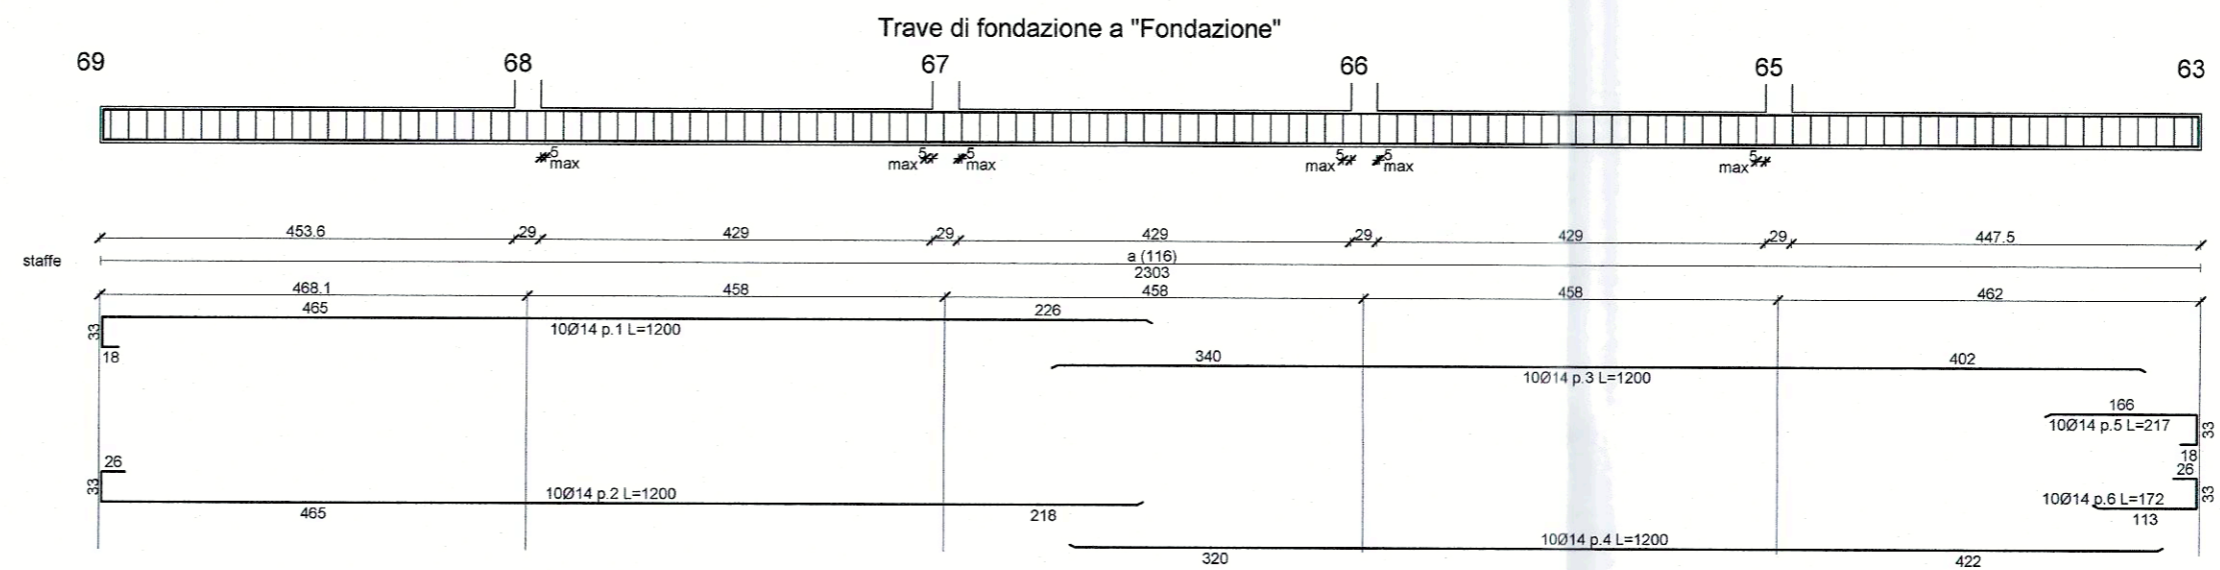 Trave di fondazione a "Fondazione"
69 68 67 66 65 63
5 max 5 max 5 max 5 max 5 max 5 max
453.6 29 429 29 429 29 429 29 447.5
staffe a (116)
2303
468.1 458 458 458 462
465 226
33 10Ø14 p.1 L=1200
18
340 402
10Ø14 p.3 L=1200
166
10Ø14 p.5 L=217 33
18
26 26
33 10Ø14 p.2 L=1200 10Ø14 p.6 L=172 33
465 218 113
10Ø14 p.4 L=1200
320 422